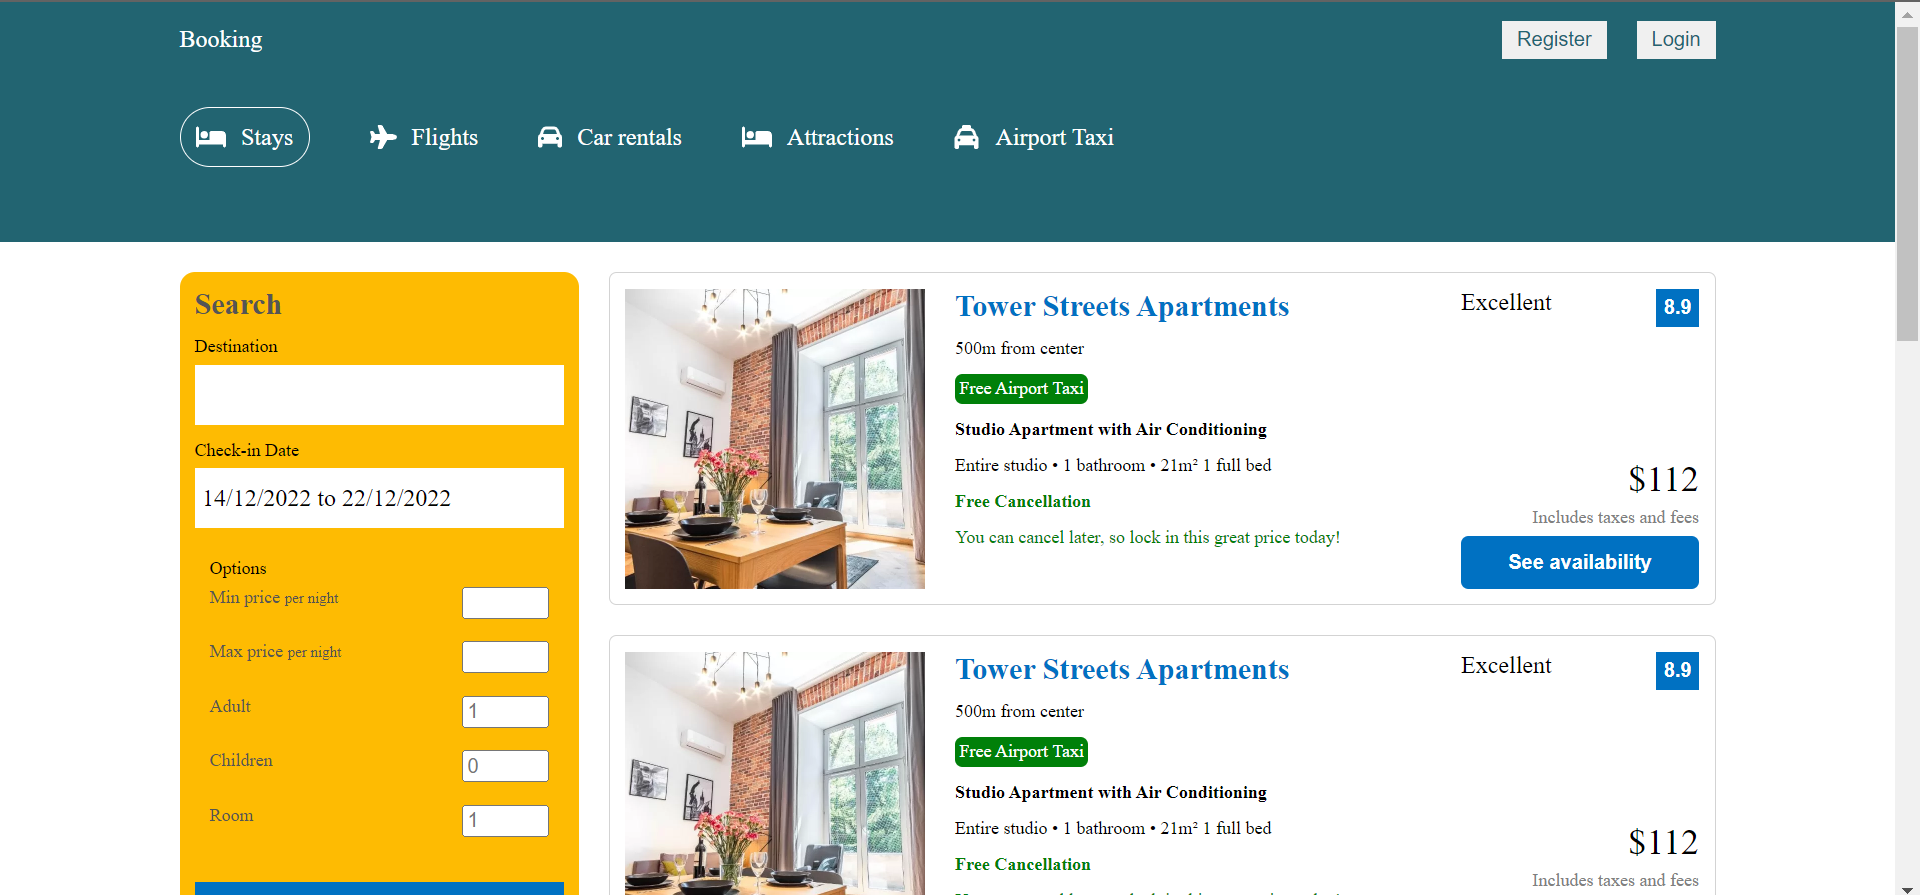 Booking
Register
Login
Stays
Flights
Car rentals
Attractions
Airport Taxi
Search
Destination
Check-in Date
14/12/2022 to 22/12/2022
Options
Min price per night
Max price per night
Adult
1
Children
0
Room
1
Tower Streets Apartments
500m from center
Free Airport Taxi
Studio Apartment with Air Conditioning
Entire studio • 1 bathroom • 21m² 1 full bed
Free Cancellation
You can cancel later, so lock in this great price today!
Excellent
8.9
$112
Includes taxes and fees
See availability
Tower Streets Apartments
500m from center
Free Airport Taxi
Studio Apartment with Air Conditioning
Entire studio • 1 bathroom • 21m² 1 full bed
Free Cancellation
Excellent
8.9
$112
Includes taxes and fees